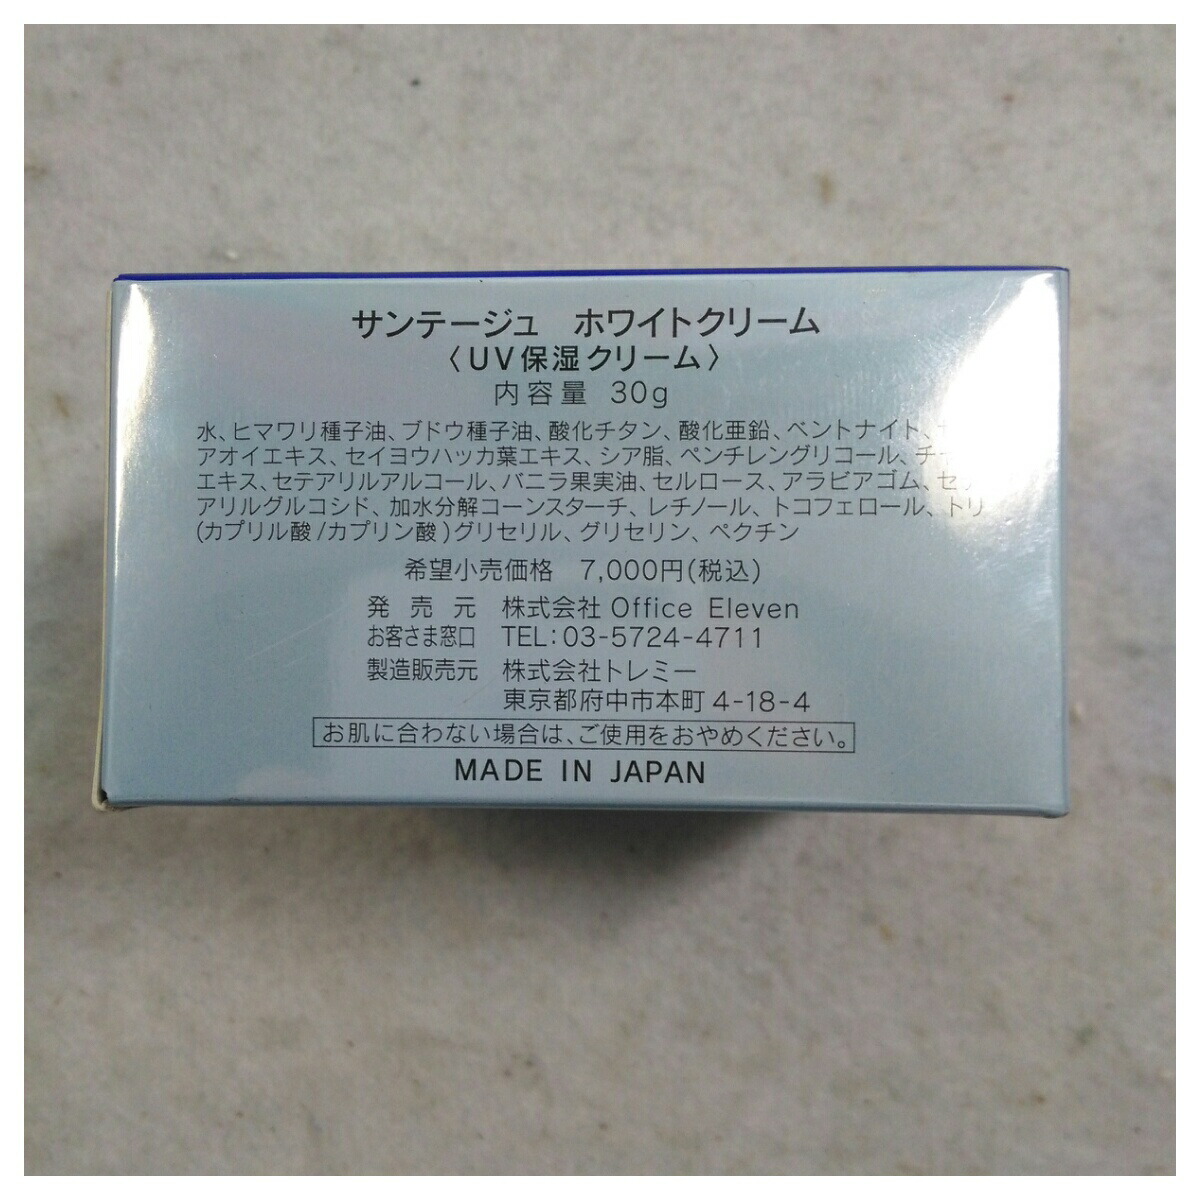 サンテージュ ホワイトクリーム
〈UV保湿クリーム〉
内容量 30g
水、ヒマワリ種子油、ブドウ種子油、酸化チタン、酸化亜鉛、ベントナイト、
アオイエキス、セイヨウハッカ葉エキス、シア脂、ペンチレングリコール、
エキス、セテアリルアルコール、バニラ果実油、セルロース、アラビアゴム、
アリルグルコシド、加水分解コーンスターチ、レチノール、トコフェロール、トリ
(カプリル酸/カプリン酸)グリセリル、グリセリン、ペクチン
希望小売価格 7,000円(税込)
発売元 株式会社 Office Eleven
お客さま窓口 TEL:03-5724-4711
製造販売元 株式会社トレミー
東京都府中市本町 4-18-4
お肌に合わない場合は、ご使用をおやめください。
MADE IN JAPAN